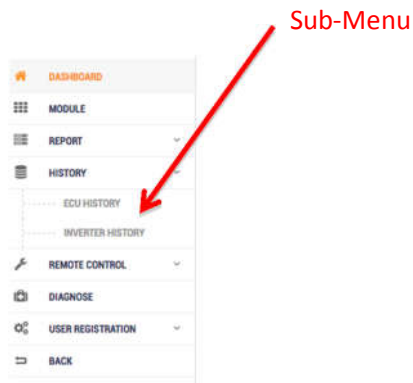 Sub-Menu
DASHBOARD
MODULE
REPORT
HISTORY
ECU HISTORY
INVERTER HISTORY
REMOTE CONTROL
DIAGNOSE
USER REGISTRATION
BACK